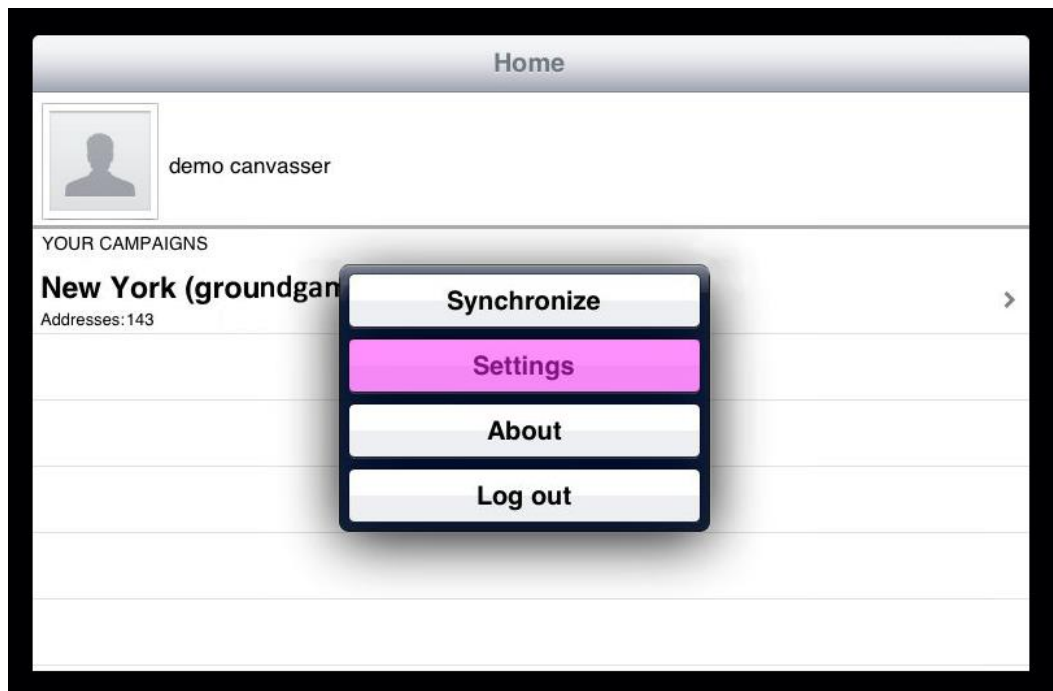 Home
demo canvasser
YOUR CAMPAIGNS
New York (groundgam
Addresses:143
Synchronize
Settings
About
Log out